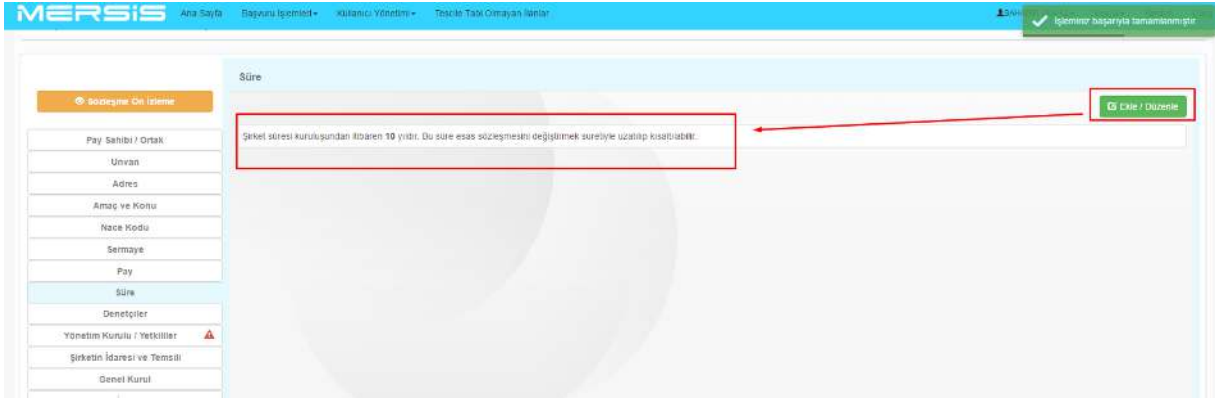 MERSIS
Ana Sayfa
Başvuru İşlemleri
Kullanıcı Yönetimi
Tescile Tabi Olmayan İlanlar
İşleminiz başarıyla tamamlanmıştır
Süre
Sözleşme Ön İzleme
Ekle / Düzenle
Şirket süresi kuruluşundan itibaren 10 yıldır. Bu süre esas sözleşmesini değiştirmek suretiyle uzatılıp kısaltılabilir.
Pay Sahibi / Ortak
Unvan
Adres
Amaç ve Konu
Nace Kodu
Sermaye
Pay
Süre
Denetçiler
Yönetim Kurulu / Yetkililer
Şirketin İdaresi ve Temsili
Genel Kurul